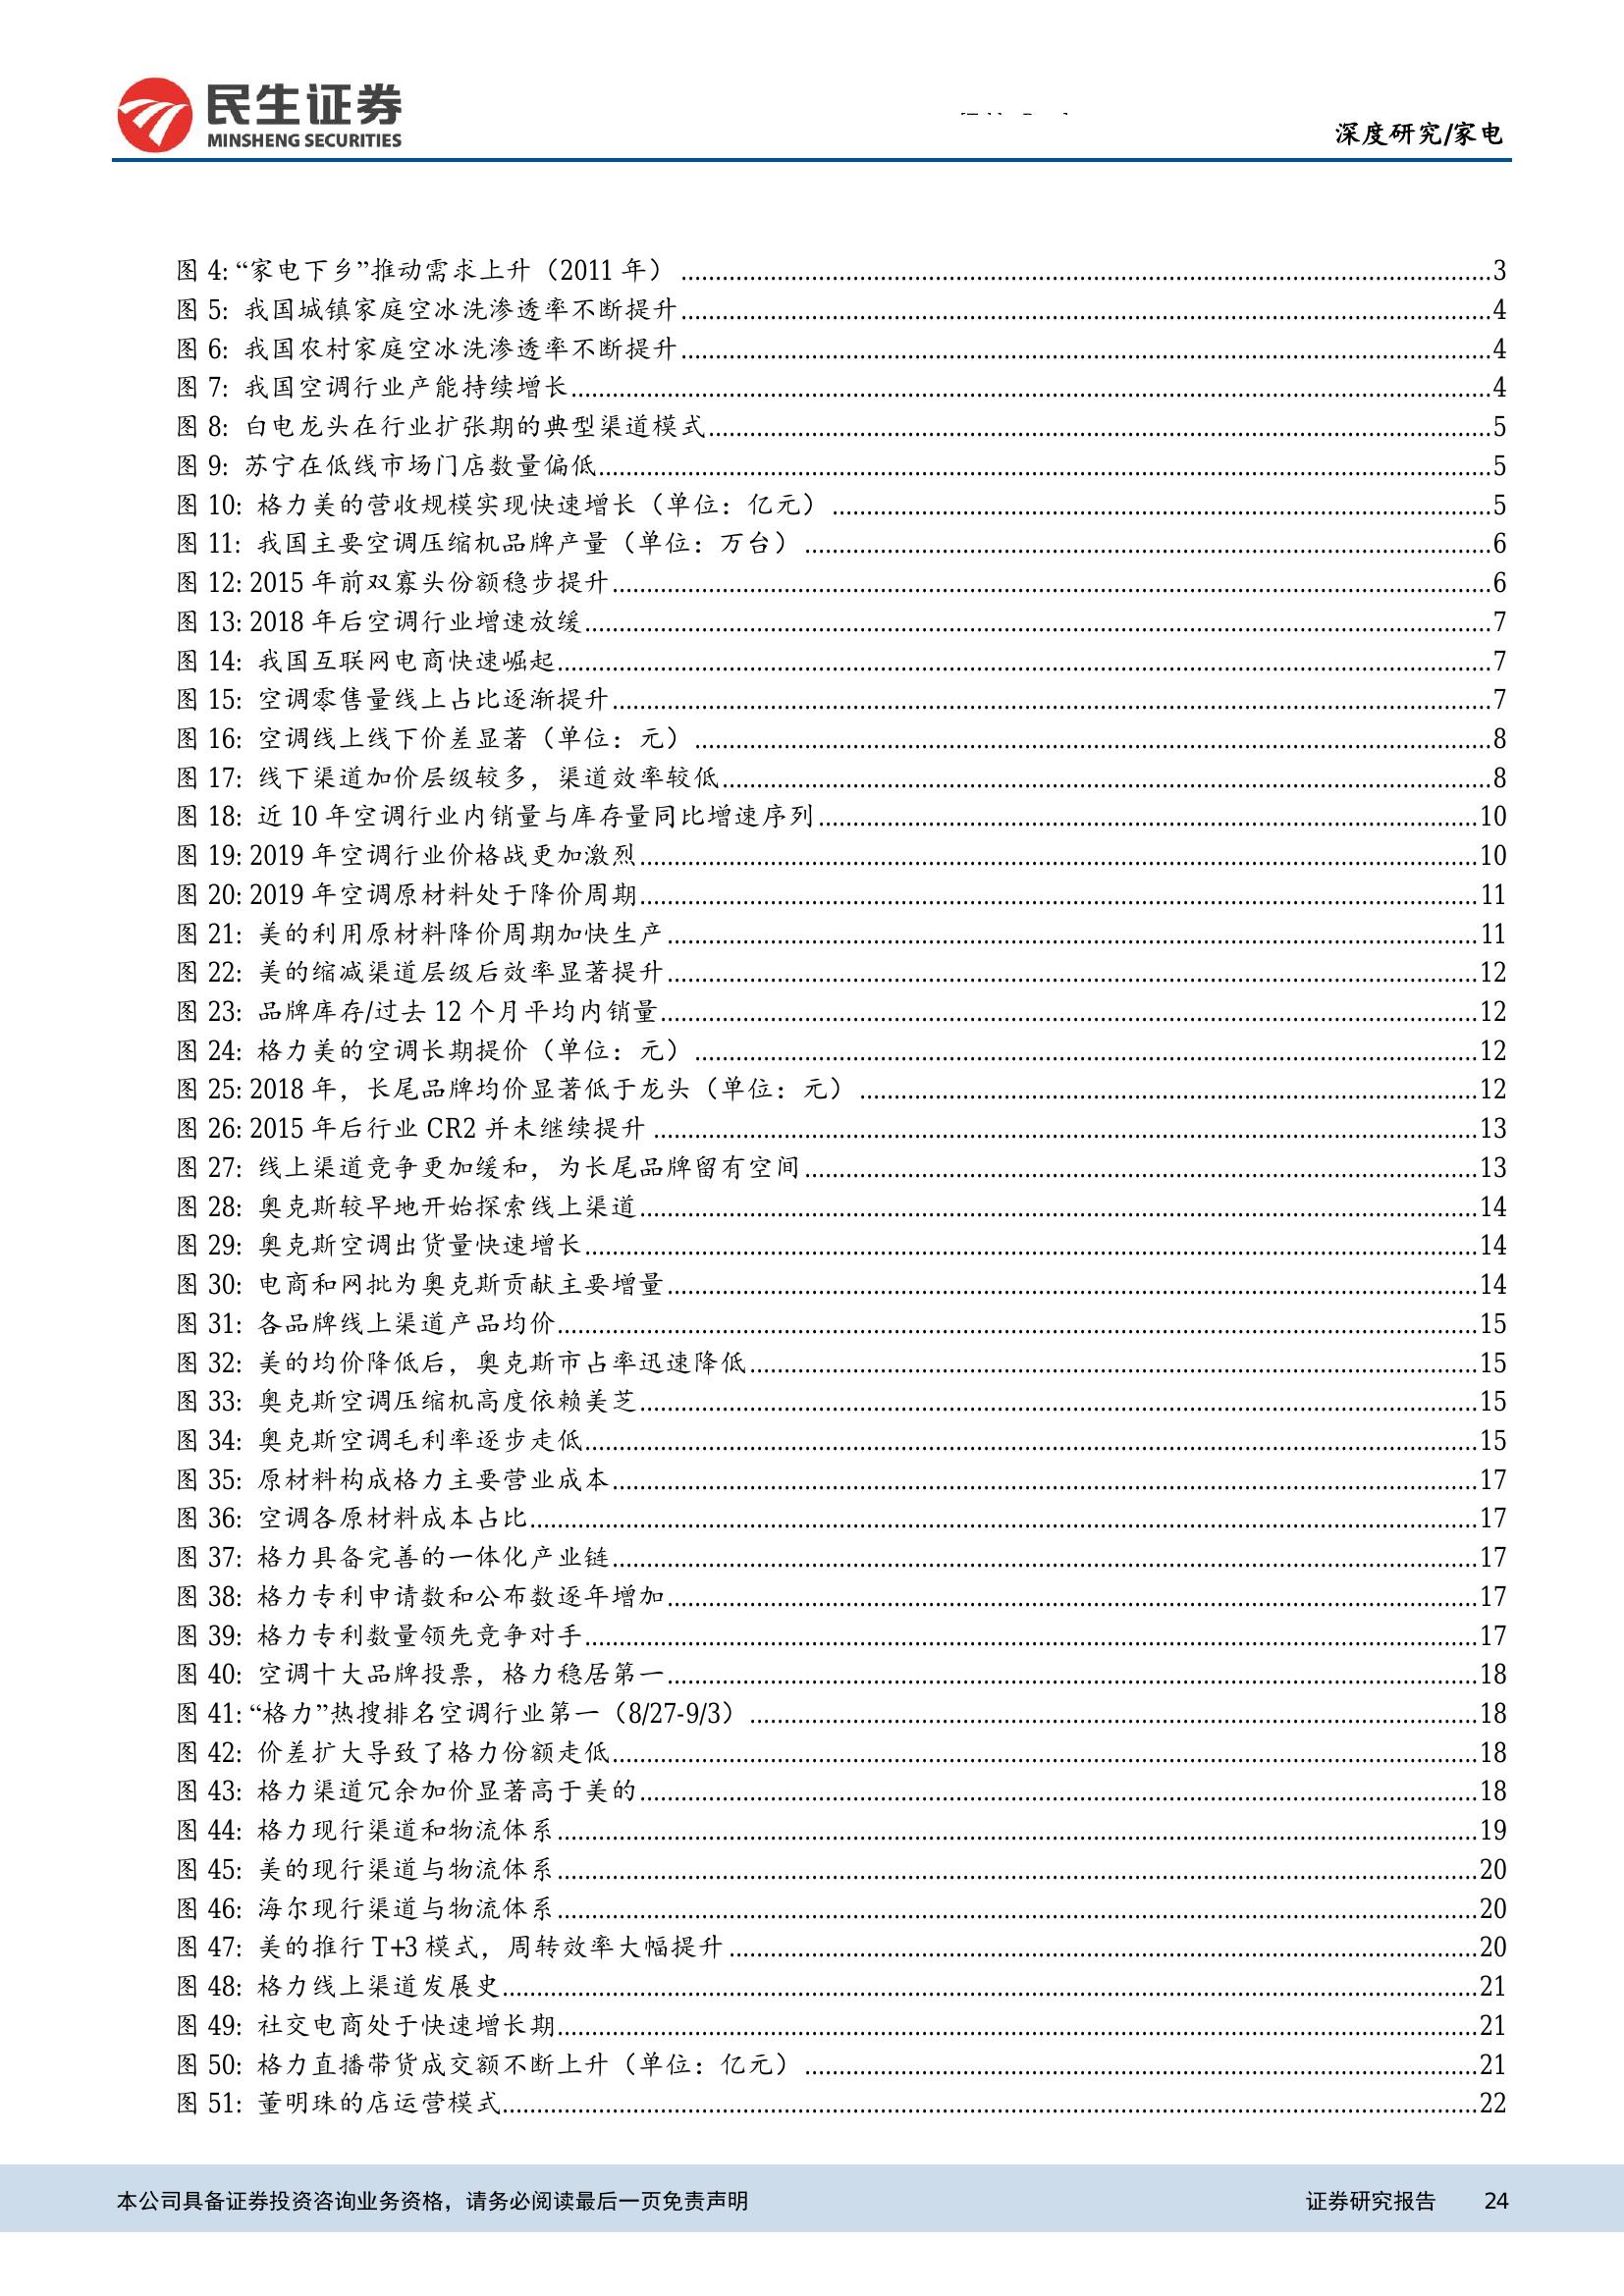 民生证券
MINSHENG SECURITIES
深度研究/家电
图 4: “家电下乡”推动需求上升（2011 年）....................3
图 5: 我国城镇家庭空冰洗渗透率不断提升....................4
图 6: 我国农村家庭空冰洗渗透率不断提升....................4
图 7: 我国空调行业产能持续增长....................4
图 8: 白电龙头在行业扩张期的典型渠道模式....................5
图 9: 苏宁在低线市场门店数量偏低....................5
图 10: 格力美的营收规模实现快速增长（单位：亿元）....................5
图 11: 我国主要空调压缩机品牌产量（单位：万台）....................6
图 12: 2015 年前双寡头份额稳步提升....................6
图 13: 2018 年后空调行业增速放缓....................7
图 14: 我国互联网电商快速崛起....................7
图 15: 空调零售量线上占比逐渐提升....................7
图 16: 空调线上线下价差显著（单位：元）....................8
图 17: 线下渠道加价层级较多，渠道效率较低....................8
图 18: 近 10 年空调行业内销量与库存量同比增速序列....................10
图 19: 2019 年空调行业价格战更加激烈....................10
图 20: 2019 年空调原材料处于降价周期....................11
图 21: 美的利用原材料降价周期加快生产....................11
图 22: 美的缩减渠道层级后效率显著提升....................12
图 23: 品牌库存/过去 12 个月平均内销量....................12
图 24: 格力美的空调长期提价（单位：元）....................12
图 25: 2018 年，长尾品牌均价显著低于龙头（单位：元）....................12
图 26: 2015 年后行业 CR2 并未继续提升....................13
图 27: 线上渠道竞争更加缓和，为长尾品牌留有空间....................13
图 28: 奥克斯较早地开始探索线上渠道....................14
图 29: 奥克斯空调出货量快速增长....................14
图 30: 电商和网批为奥克斯贡献主要增量....................14
图 31: 各品牌线上渠道产品均价....................15
图 32: 美的均价降低后，奥克斯市占率迅速降低....................15
图 33: 奥克斯空调压缩机高度依赖美芝....................15
图 34: 奥克斯空调毛利率逐步走低....................15
图 35: 原材料构成格力主要营业成本....................17
图 36: 空调各原材料成本占比....................17
图 37: 格力具备完善的一体化产业链....................17
图 38: 格力专利申请数和公布数逐年增加....................17
图 39: 格力专利数量领先竞争对手....................17
图 40: 空调十大品牌投票，格力稳居第一....................18
图 41: “格力”热搜排名空调行业第一（8/27-9/3）....................18
图 42: 价差扩大导致了格力份额走低....................18
图 43: 格力渠道冗余加价显著高于美的....................18
图 44: 格力现行渠道和物流体系....................19
图 45: 美的现行渠道与物流体系....................20
图 46: 海尔现行渠道与物流体系....................20
图 47: 美的推行 T+3 模式，周转效率大幅提升....................20
图 48: 格力线上渠道发展史....................21
图 49: 社交电商处于快速增长期....................21
图 50: 格力直播带货成交额不断上升（单位：亿元）....................21
图 51: 董明珠的店运营模式....................22
本公司具备证券投资咨询业务资格，请务必阅读最后一页免责声明
证券研究报告 24